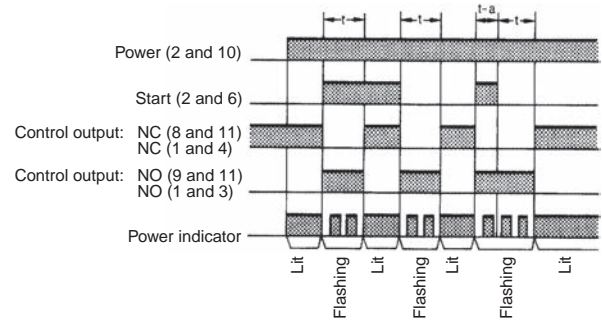 t t t-a t
Power (2 and 10)
Start (2 and 6)
Control output: NC (8 and 11)
NC (1 and 4)
Control output: NO (9 and 11)
NO (1 and 3)
Power indicator
Lit Flashing Lit Flashing Lit Flashing Lit